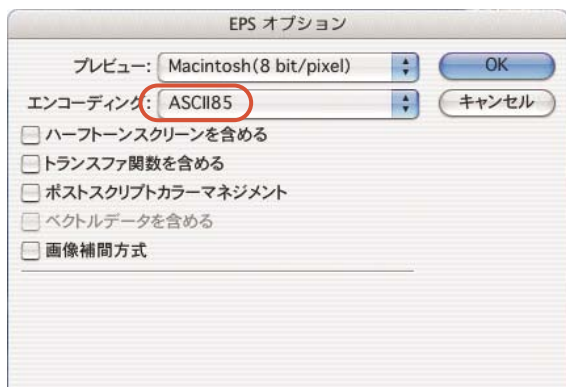 EPS オプション
プレビュー: Macintosh(8 bit/pixel) OK
エンコーディング: ASCII85 キャンセル
ハーフトーンスクリーンを含める
トランスファ関数を含める
ポストスクリプトカラーマネジメント
ベクトルデータを含める
画像補間方式